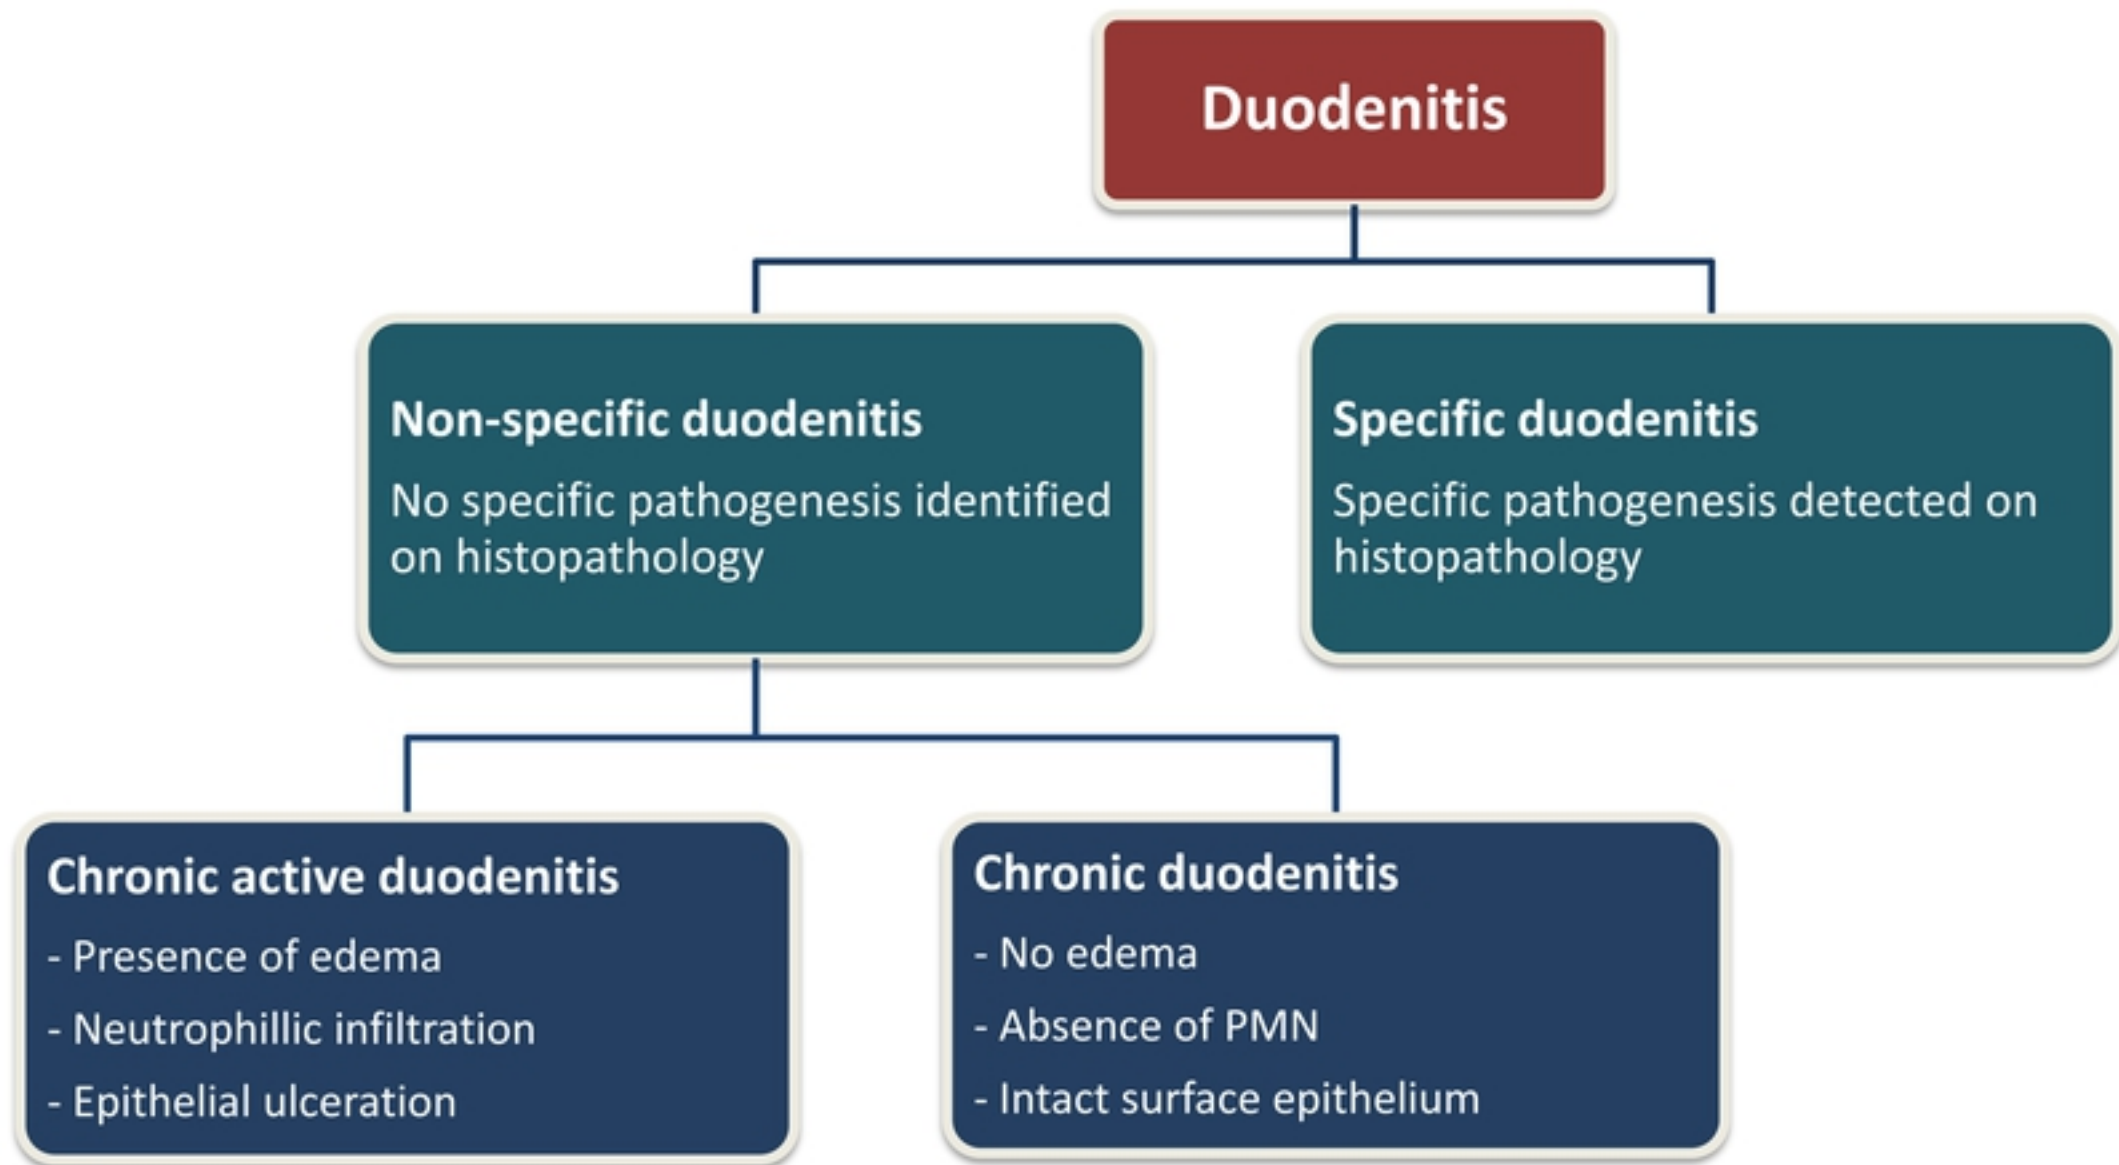 Duodenitis
Non-specific duodenitis
No specific pathogenesis identified
on histopathology
Specific duodenitis
Specific pathogenesis detected on
histopathology
Chronic active duodenitis
- Presence of edema
- Neutrophillic infiltration
- Epithelial ulceration
Chronic duodenitis
- No edema
- Absence of PMN
- Intact surface epithelium